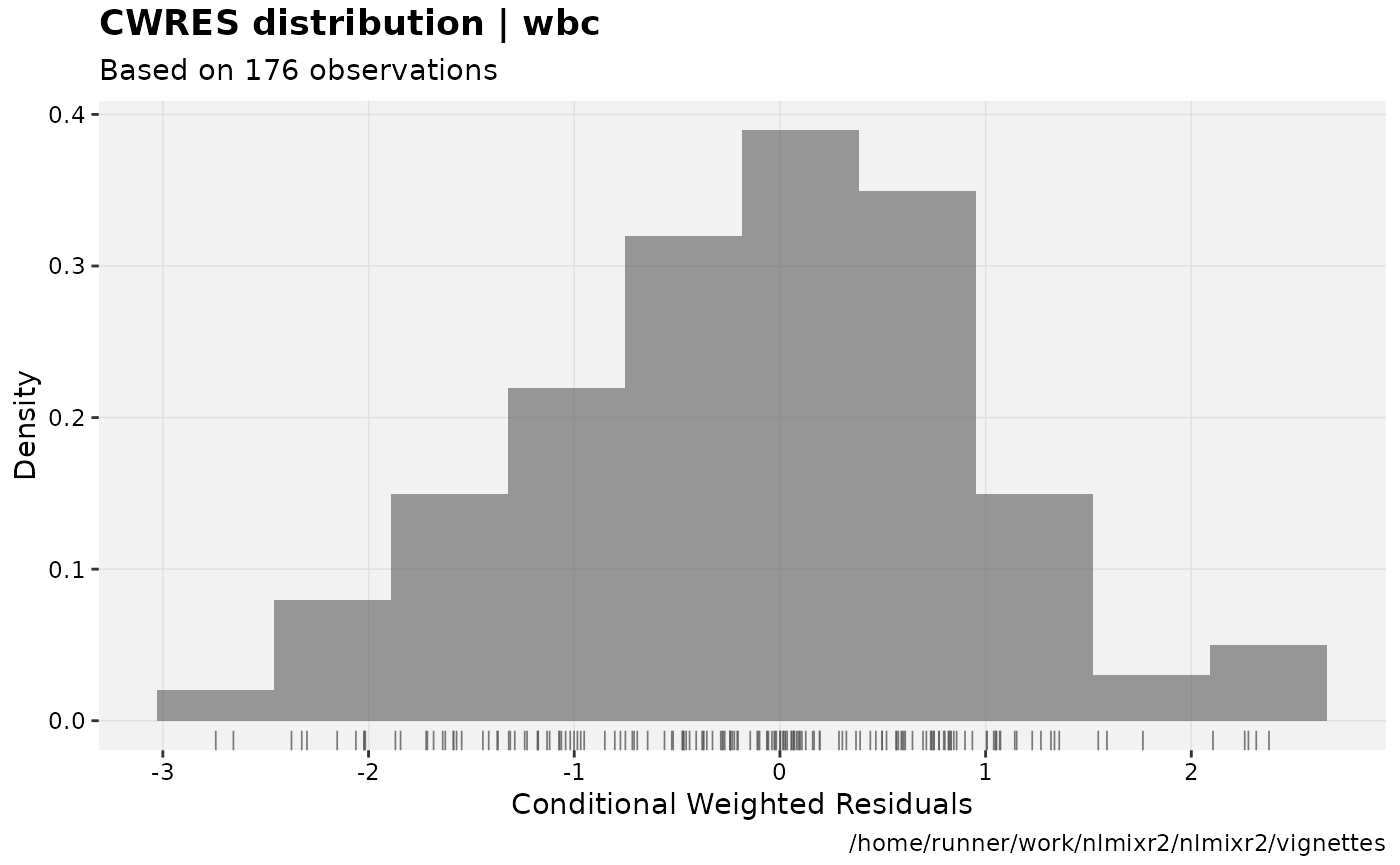 CWRES distribution | wbc
Based on 176 observations
0.4
0.3
0.2
0.1
0.0
Density
-3 -2 -1 0 1 2
Conditional Weighted Residuals
/home/runner/work/nlmixr2/nlmixr2/vignettes